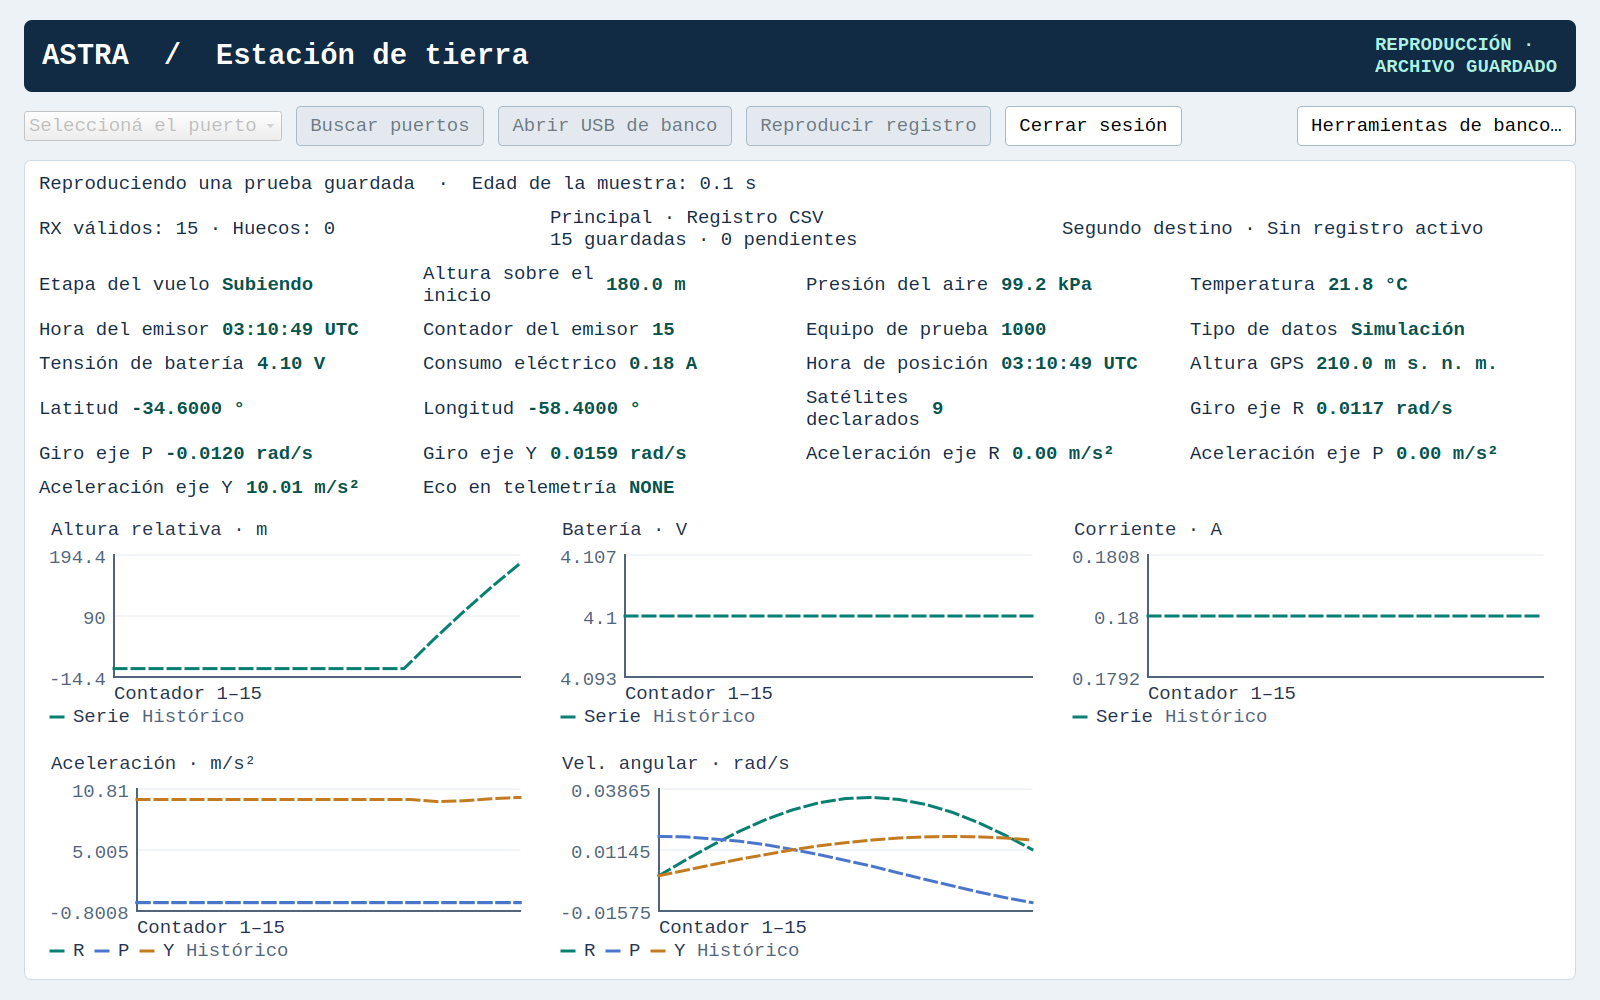 ASTRA / Estación de tierra
REPRODUCCIÓN ·
ARCHIVO GUARDADO
Seleccioná el puerto
Buscar puertos
Abrir USB de banco
Reproducir registro
Cerrar sesión
Herramientas de banco…
Reproduciendo una prueba guardada · Edad de la muestra: 0.1 s
RX válidos: 15 · Huecos: 0
Principal · Registro CSV
15 guardadas · 0 pendientes
Segundo destino · Sin registro activo
Etapa del vuelo Subiendo
Altura sobre el
inicio
180.0 m
Presión del aire 99.2 kPa
Temperatura 21.8 °C
Hora del emisor 03:10:49 UTC
Contador del emisor 15
Equipo de prueba 1000
Tipo de datos Simulación
Tensión de batería 4.10 V
Consumo eléctrico 0.18 A
Hora de posición 03:10:49 UTC
Altura GPS 210.0 m s. n. m.
Latitud -34.6000 °
Longitud -58.4000 °
Satélites
declarados
9
Giro eje R 0.0117 rad/s
Giro eje P -0.0120 rad/s
Giro eje Y 0.0159 rad/s
Aceleración eje R 0.00 m/s²
Aceleración eje P 0.00 m/s²
Aceleración eje Y 10.01 m/s²
Eco en telemetría NONE
Altura relativa · m
194.4
90
-14.4
Contador 1–15
Serie Histórico
Batería · V
4.107
4.1
4.093
Contador 1–15
Serie Histórico
Corriente · A
0.1808
0.18
0.1792
Contador 1–15
Serie Histórico
Aceleración · m/s²
10.81
5.005
-0.8008
Contador 1–15
R P Y Histórico
Vel. angular · rad/s
0.03865
0.01145
-0.01575
Contador 1–15
R P Y Histórico